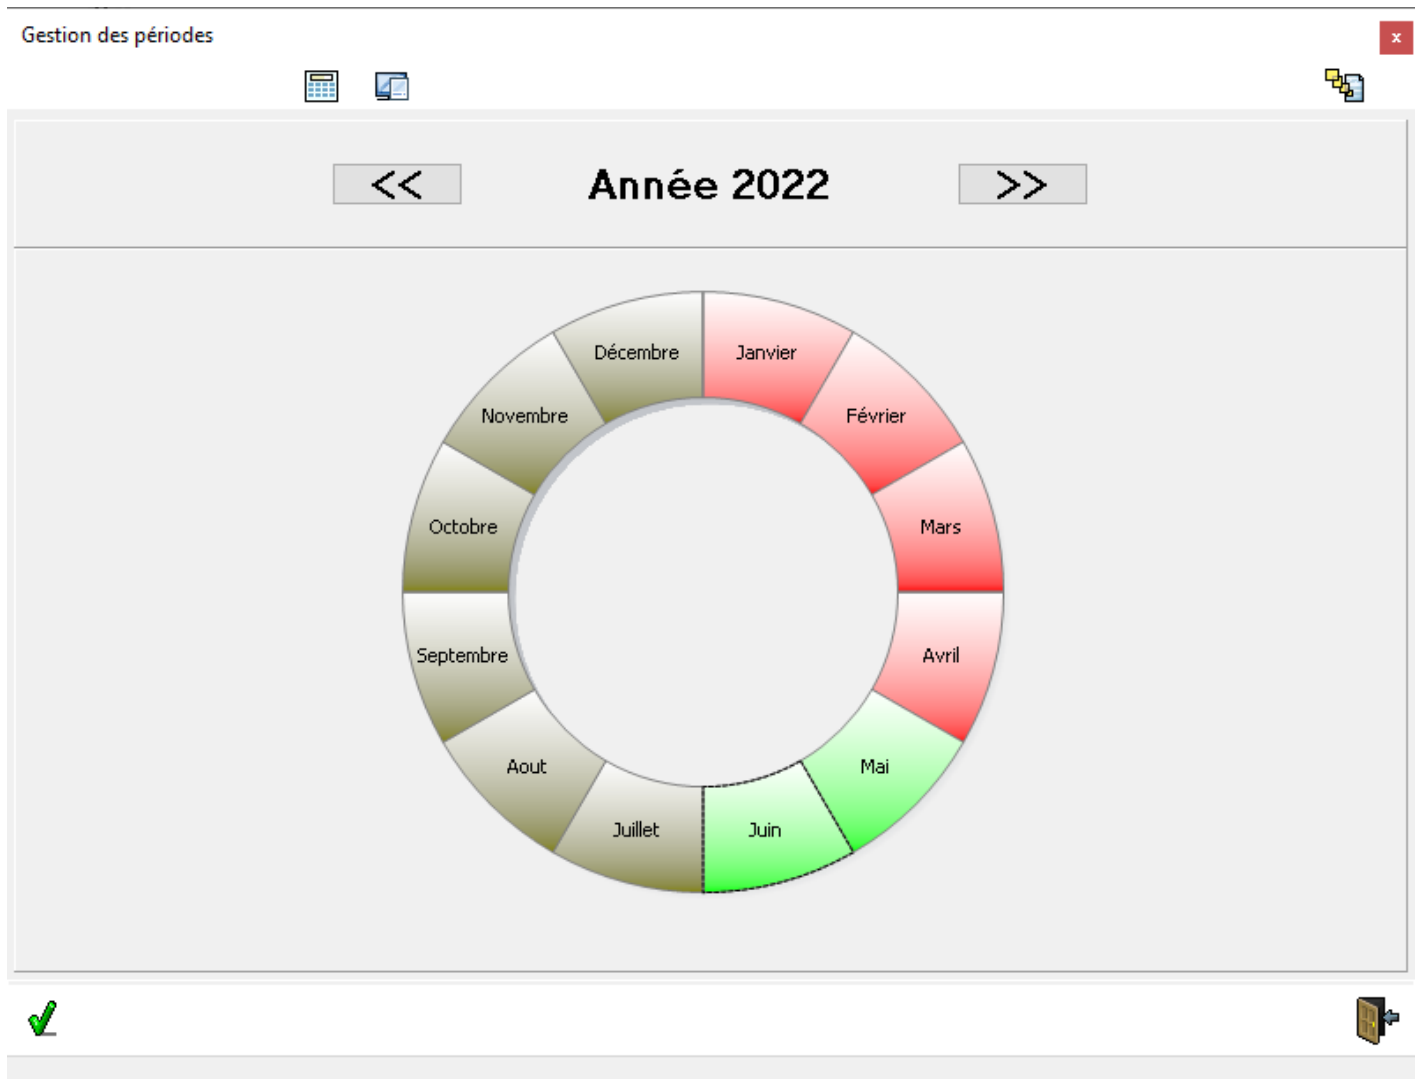 Gestion des périodes
x
<< Année 2022 >>
Décembre
Janvier
Novembre
Février
Octobre
Mars
Septembre
Avril
Aout
Mai
Juillet
Juin